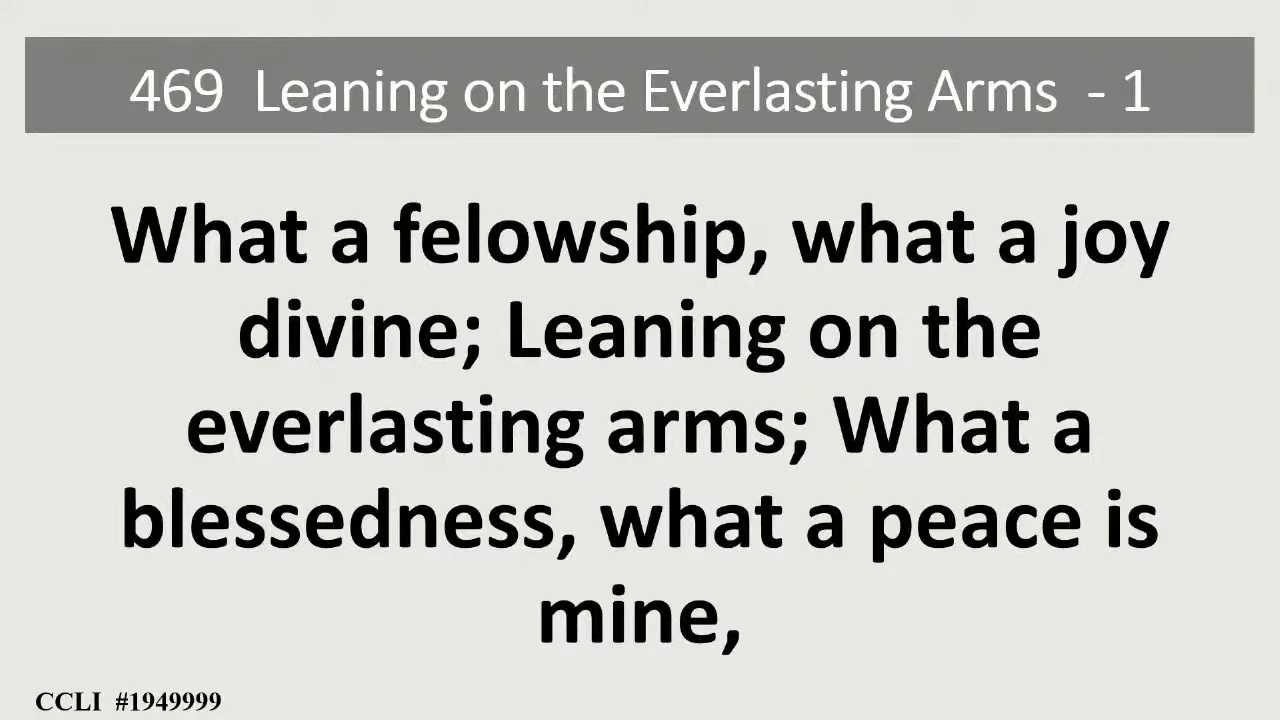 469  Leaning on the Everlasting Arms  - 1
What a felowship, what a joy
divine; Leaning on the
everlasting arms; What a
blessedness, what a peace is
mine,
CCLI  #1949999